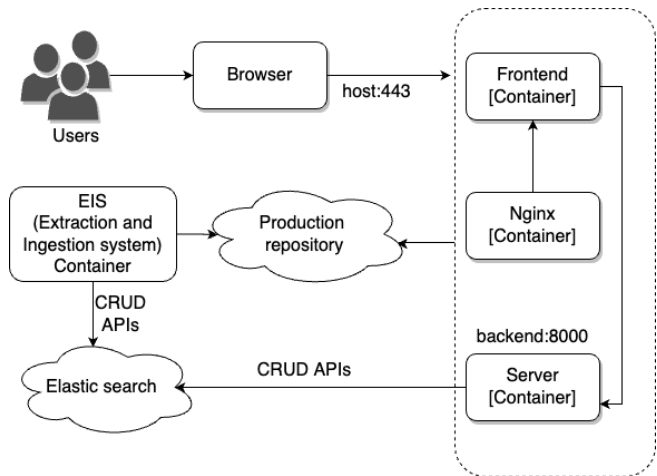 Users
Browser
host:443
Frontend
[Container]
EIS
(Extraction and
Ingestion system)
Container
Production
repository
Nginx
[Container]
CRUD
APIs
Elastic search
CRUD APIs
backend:8000
Server
[Container]